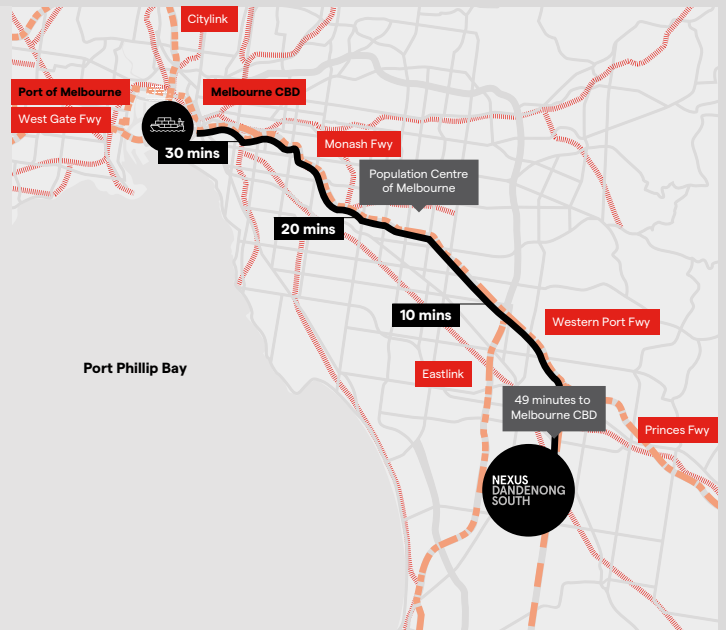 Citylink
Port of Melbourne
Melbourne CBD
West Gate Fwy
Monash Fwy
30 mins
Population Centre
of Melbourne
20 mins
10 mins
Western Port Fwy
Port Phillip Bay
Eastlink
49 minutes to
Melbourne CBD
Princes Fwy
NEXUS
DANDENONG
SOUTH